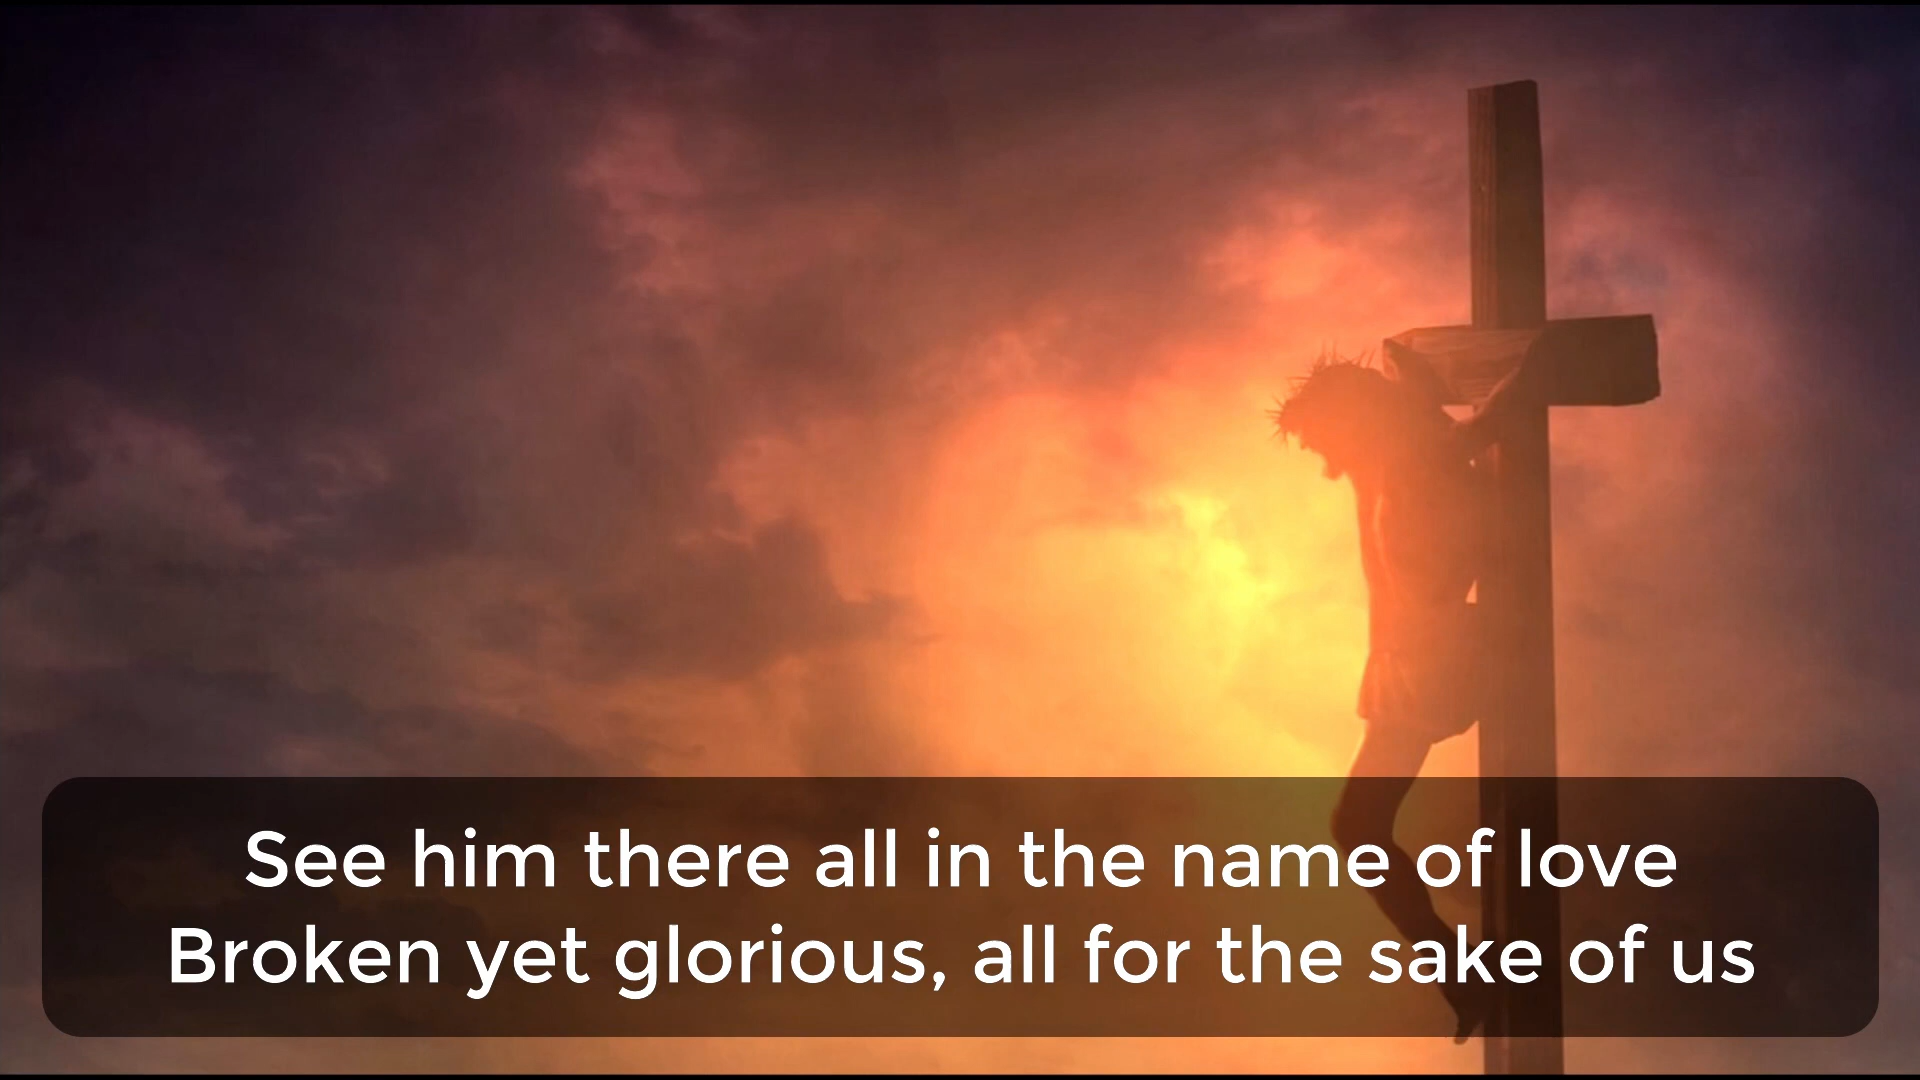 See him there all in the name of love
Broken yet glorious, all for the sake of us